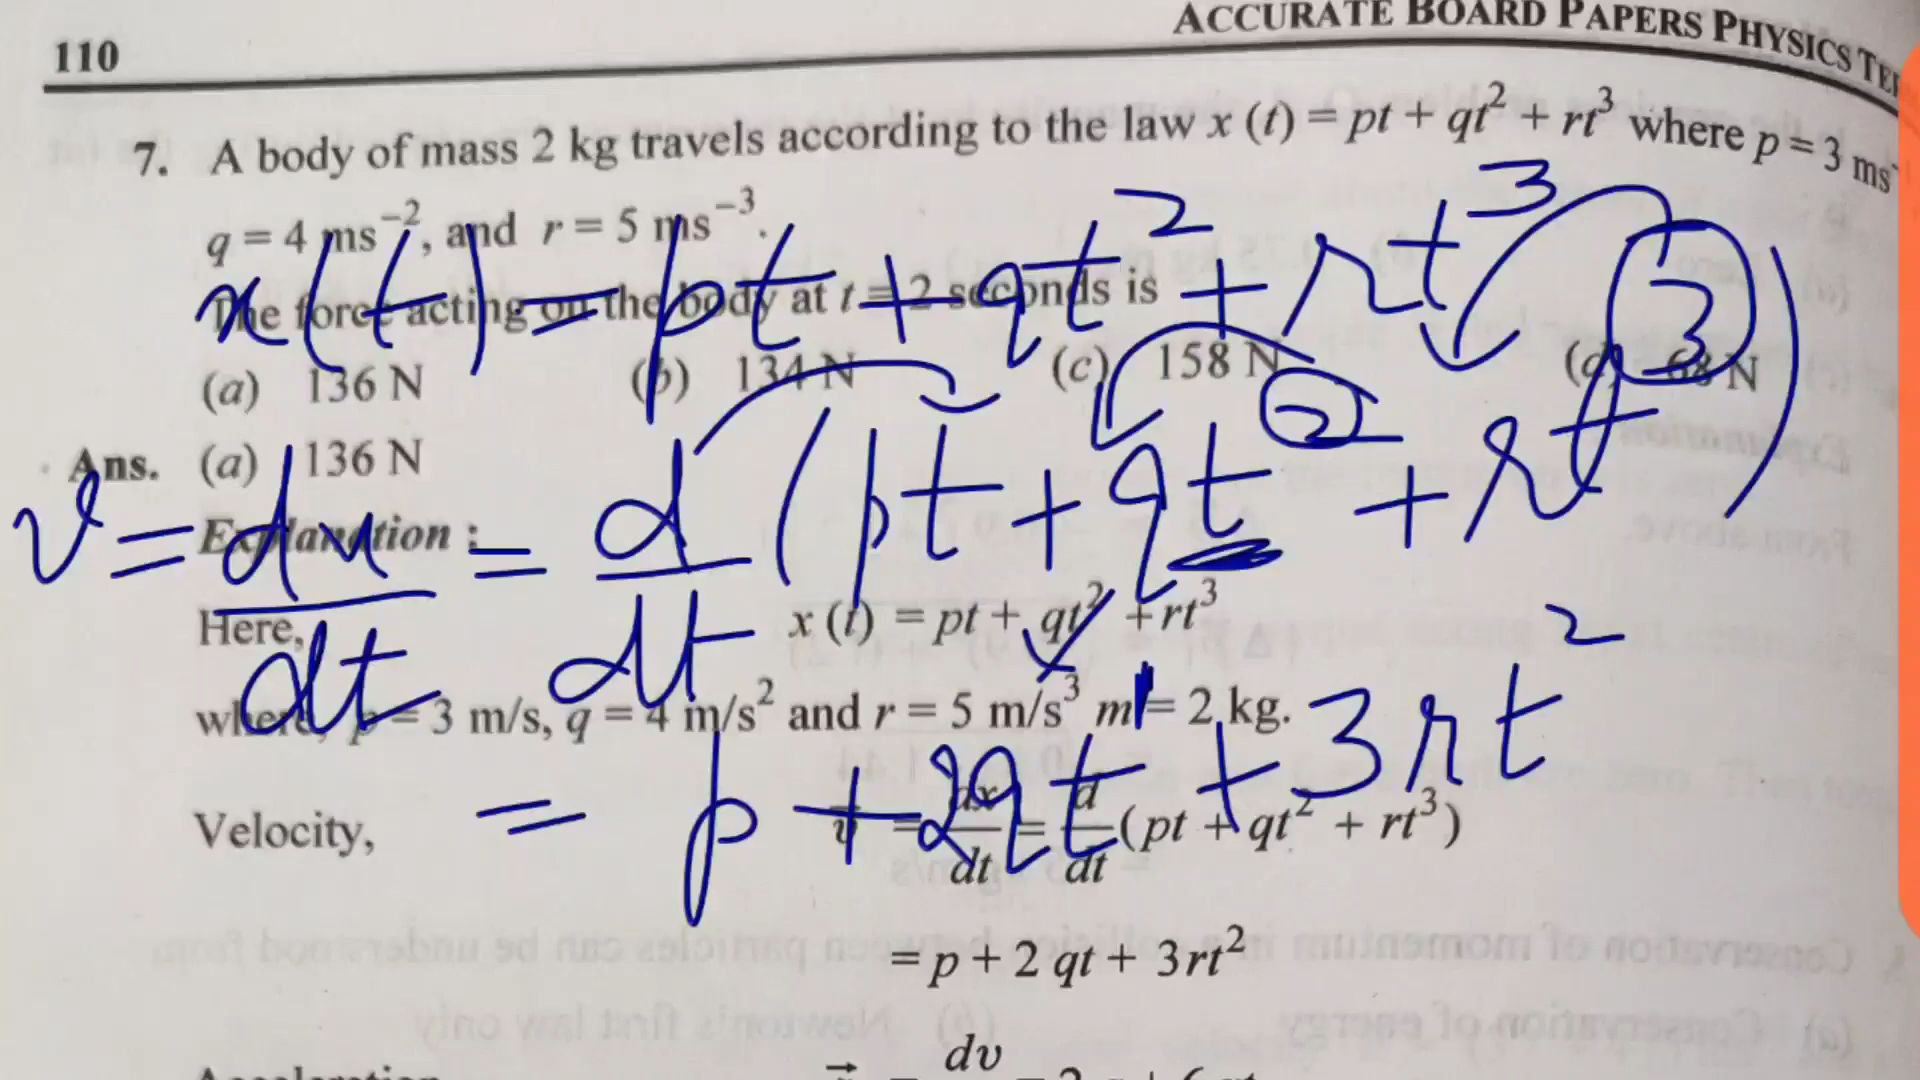 110
ACCURATE BOARD PAPERS PHYSICS
7. A body of mass 2 kg travels according to the law x (t) = pt + qt² + rt³ where p = 3 ms
q = 4 ms⁻², and r = 5 ms⁻³.
x(t) = pt + qt² + rt³
The force acting on the body at t = 2 seconds is
(a) 136 N (b) 134 N (c) 158 N (d) 68 N
Ans. (a) 136 N
v = dx/dt = d/dt (pt + qt² + rt³)
Explanation :
Here, x (t) = pt + qt² + rt³
where, p = 3 m/s, q = 4 m/s² and r = 5 m/s³ m = 2 kg.
= p + 2qt + 3rt²
Velocity, v = dx/dt = d/dt (pt + qt² + rt³)
= p + 2 qt + 3rt²
dv